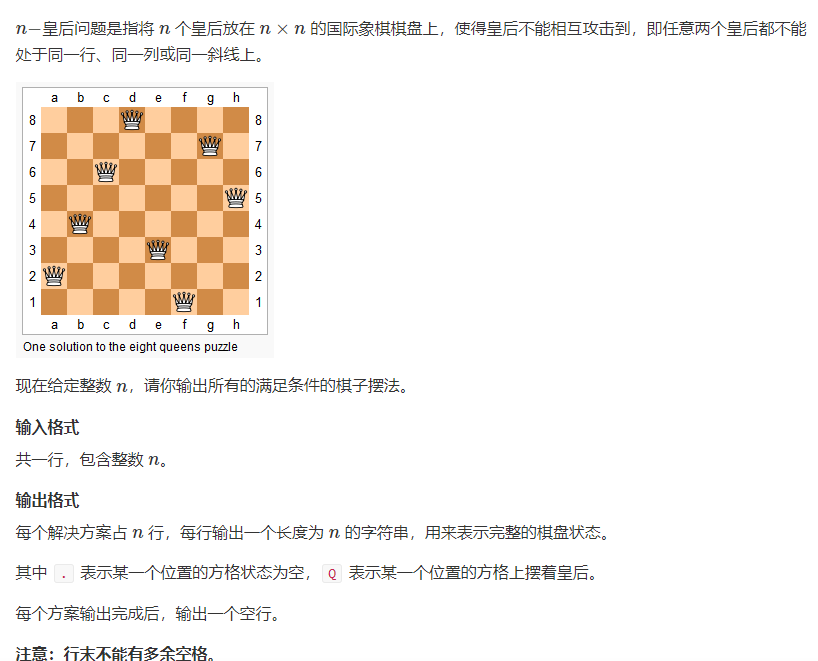 n−皇后问题是指将 n 个皇后放在 n × n 的国际象棋棋盘上，使得皇后不能相互攻击到，即任意两个皇后都不能
处于同一行、同一列或同一斜线上。
a b c d e f g h
8 8
7 7
6 6
5 5
4 4
3 3
2 2
1 1
a b c d e f g h
One solution to the eight queens puzzle
现在给定整数 n，请你输出所有的满足条件的棋子摆法。
输入格式
共一行，包含整数 n。
输出格式
每个解决方案占 n 行，每行输出一个长度为 n 的字符串，用来表示完整的棋盘状态。
其中 . 表示某一个位置的方格状态为空， Q 表示某一个位置的方格上摆着皇后。
每个方案输出完成后，输出一个空行。
注意：行末不能有多余空格。